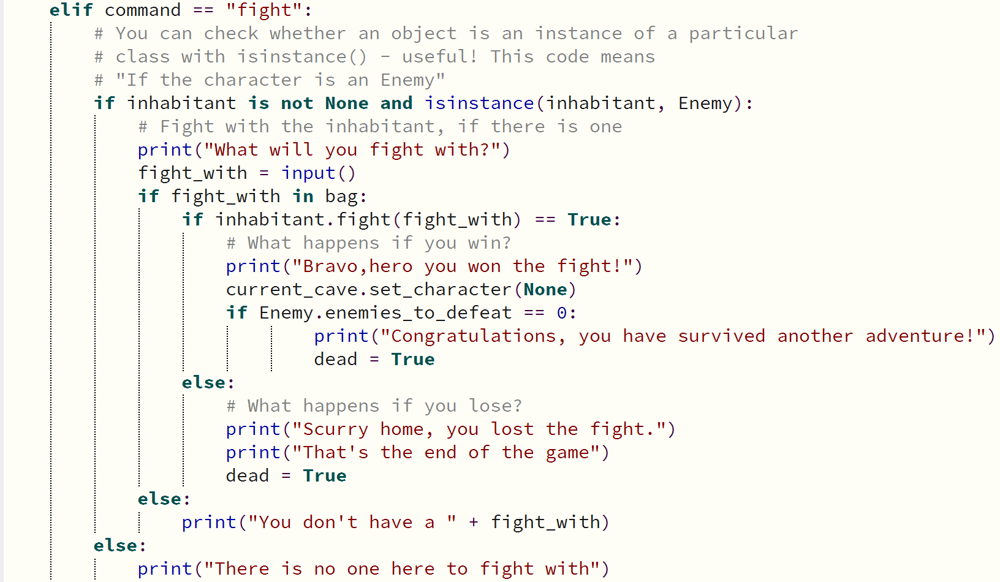 elif command == "fight":
    # You can check whether an object is an instance of a particular
    # class with isinstance() - useful! This code means
    # "If the character is an Enemy"
    if inhabitant is not None and isinstance(inhabitant, Enemy):
        # Fight with the inhabitant, if there is one
        print("What will you fight with?")
        fight_with = input()
        if fight_with in bag:
            if inhabitant.fight(fight_with) == True:
                # What happens if you win?
                print("Bravo,hero you won the fight!")
                current_cave.set_character(None)
                if Enemy.enemies_to_defeat == 0:
                        print("Congratulations, you have survived another adventure!")
                        dead = True
            else:
                # What happens if you lose?
                print("Scurry home, you lost the fight.")
                print("That's the end of the game")
                dead = True
        else:
            print("You don't have a " + fight_with)
    else:
        print("There is no one here to fight with")